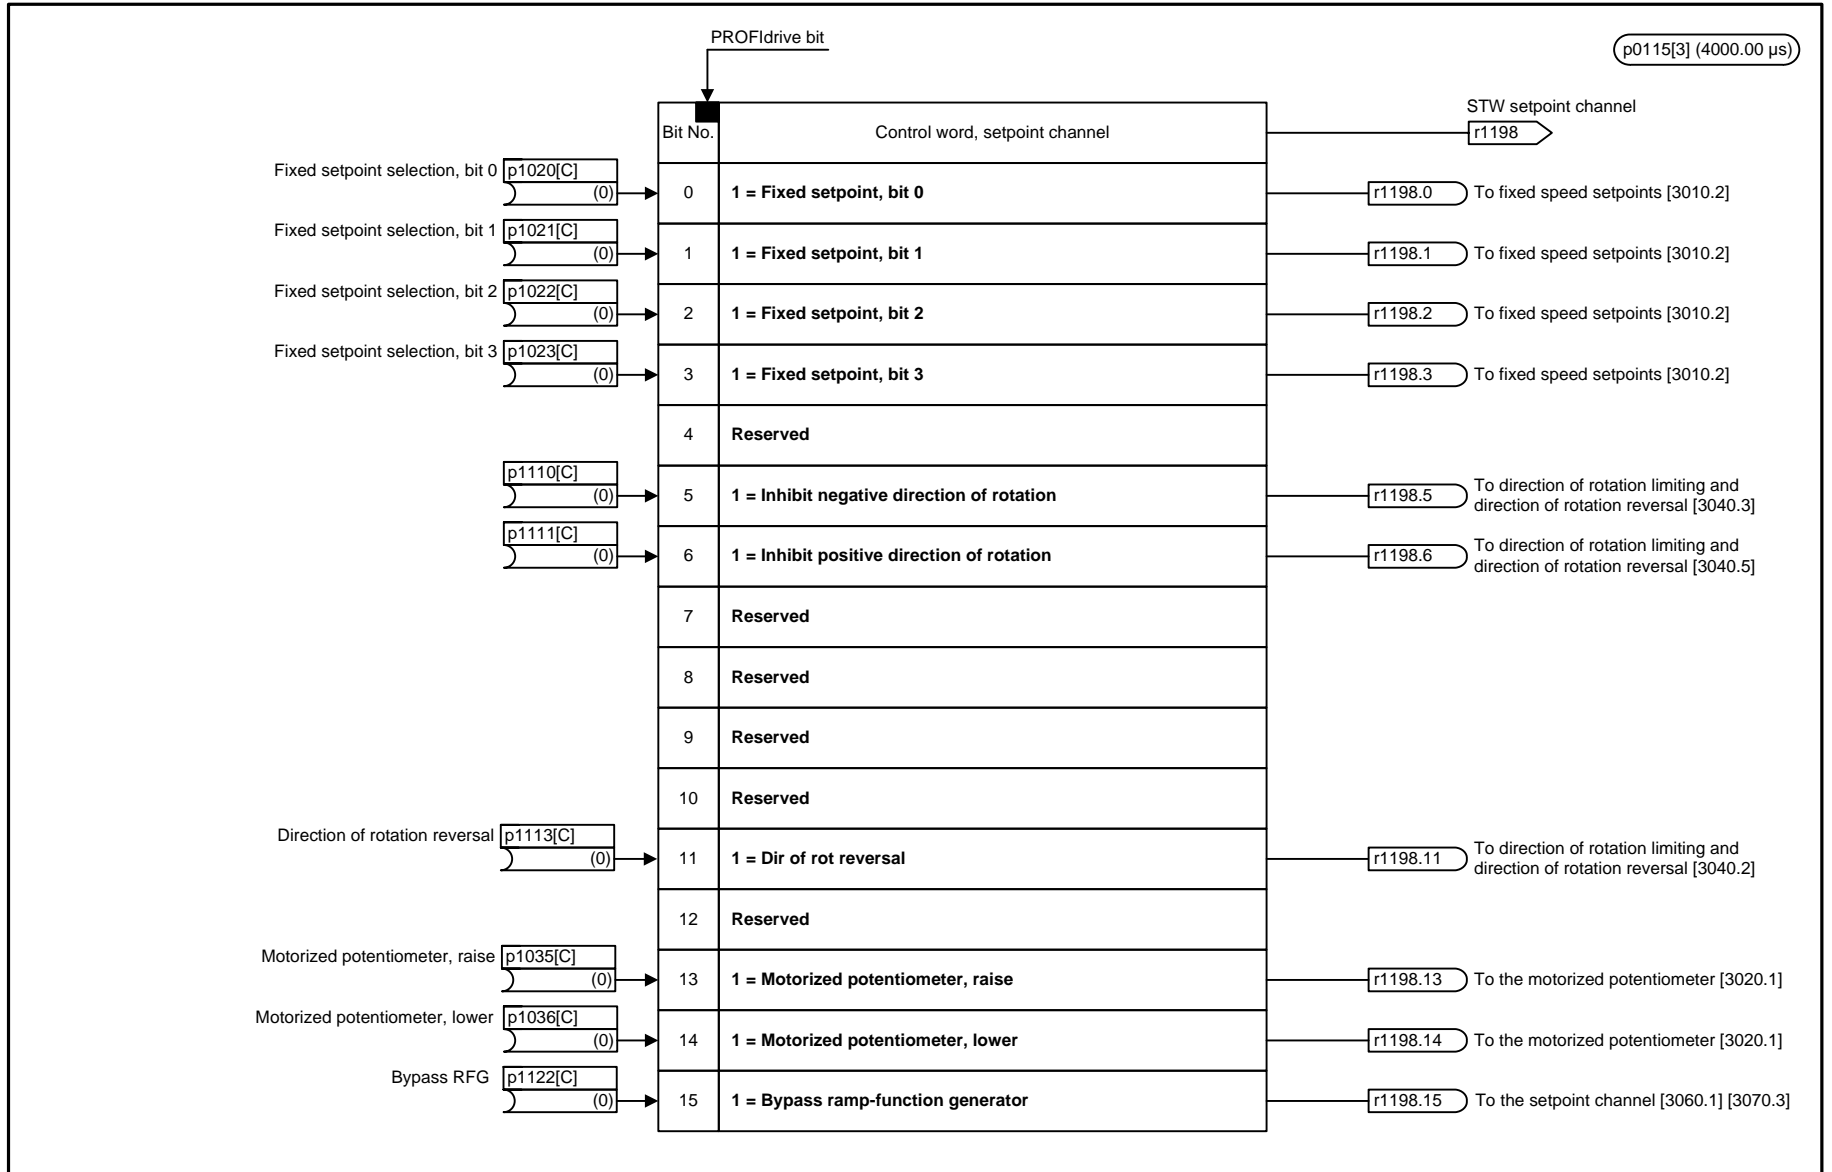 PROFIdrive bit
p0115[3] (4000.00 µs)
Bit No.
Control word, setpoint channel
STW setpoint channel
r1198
Fixed setpoint selection, bit 0
p1020[C]
(0)
0
1 = Fixed setpoint, bit 0
r1198.0
To fixed speed setpoints [3010.2]
Fixed setpoint selection, bit 1
p1021[C]
(0)
1
1 = Fixed setpoint, bit 1
r1198.1
To fixed speed setpoints [3010.2]
Fixed setpoint selection, bit 2
p1022[C]
(0)
2
1 = Fixed setpoint, bit 2
r1198.2
To fixed speed setpoints [3010.2]
Fixed setpoint selection, bit 3
p1023[C]
(0)
3
1 = Fixed setpoint, bit 3
r1198.3
To fixed speed setpoints [3010.2]
4
Reserved
p1110[C]
(0)
5
1 = Inhibit negative direction of rotation
r1198.5
To direction of rotation limiting and
direction of rotation reversal [3040.3]
p1111[C]
(0)
6
1 = Inhibit positive direction of rotation
r1198.6
To direction of rotation limiting and
direction of rotation reversal [3040.5]
7
Reserved
8
Reserved
9
Reserved
10
Reserved
Direction of rotation reversal
p1113[C]
(0)
11
1 = Dir of rot reversal
r1198.11
To direction of rotation limiting and
direction of rotation reversal [3040.2]
12
Reserved
Motorized potentiometer, raise
p1035[C]
(0)
13
1 = Motorized potentiometer, raise
r1198.13
To the motorized potentiometer [3020.1]
Motorized potentiometer, lower
p1036[C]
(0)
14
1 = Motorized potentiometer, lower
r1198.14
To the motorized potentiometer [3020.1]
Bypass RFG
p1122[C]
(0)
15
1 = Bypass ramp-function generator
r1198.15
To the setpoint channel [3060.1] [3070.3]